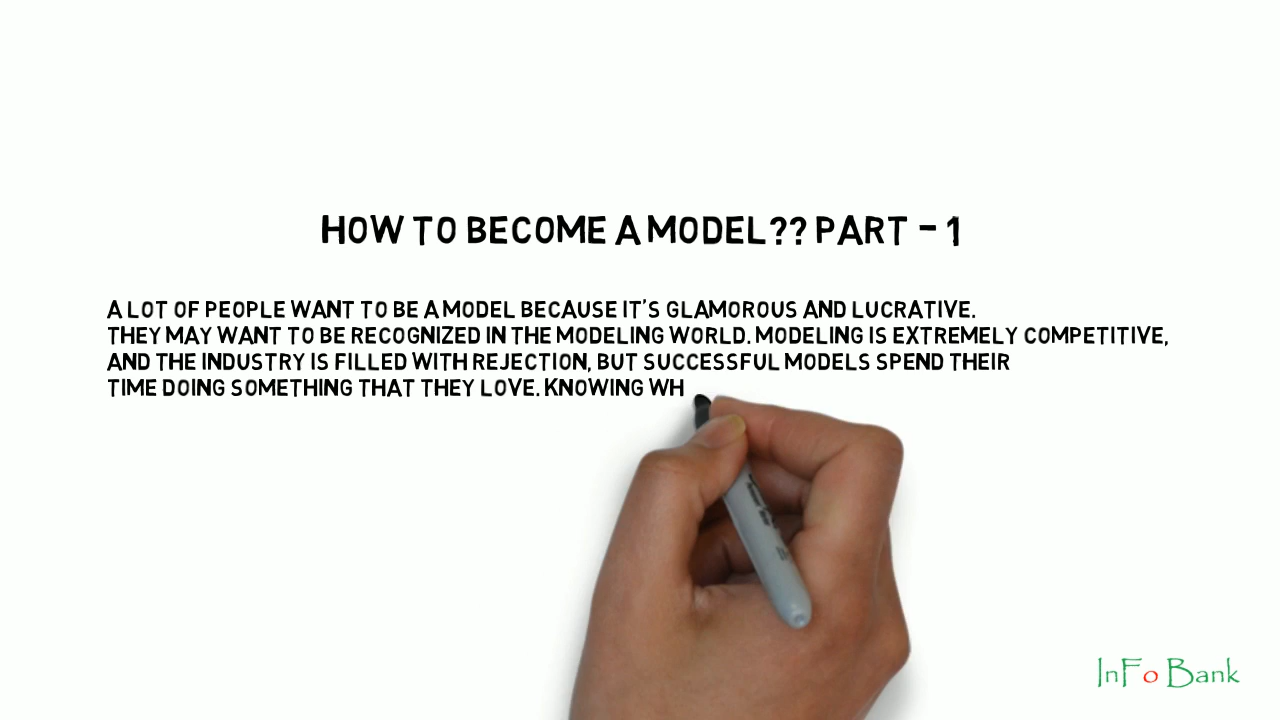 HOW TO BECOME A MODEL?? PART - 1
A LOT OF PEOPLE WANT TO BE A MODEL BECAUSE IT'S GLAMOROUS AND LUCRATIVE.
THEY MAY WANT TO BE RECOGNIZED IN THE MODELING WORLD. MODELING IS EXTREMELY COMPETITIVE,
AND THE INDUSTRY IS FILLED WITH REJECTION, BUT SUCCESSFUL MODELS SPEND THEIR
TIME DOING SOMETHING THAT THEY LOVE. KNOWING WH
InFo Bank